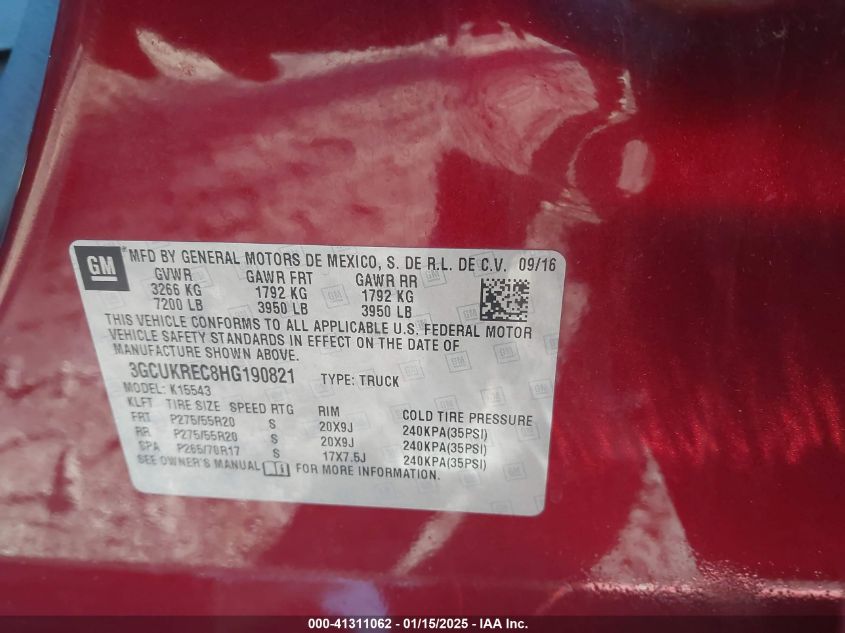 GM MFD BY GENERAL MOTORS DE MEXICO, S. DE R.L. DE C.V. 09/16
GVWR GAWR FRT GAWR RR
3266 KG 1792 KG 1792 KG
7200 LB 3950 LB 3950 LB
THIS VEHICLE CONFORMS TO ALL APPLICABLE U.S. FEDERAL MOTOR
VEHICLE SAFETY STANDARDS IN EFFECT ON THE DATE OF
MANUFACTURE SHOWN ABOVE.
3GCUKREC8HG190821 TYPE: TRUCK
MODEL: K15543
KLFT TIRE SIZE SPEED RTG RIM COLD TIRE PRESSURE
FRT P275/55R20 S 20X9J 240KPA(35PSI)
RR P275/55R20 S 20X9J 240KPA(35PSI)
SPA P265/70R17 S 17X7.5J 240KPA(35PSI)
SEE OWNER'S MANUAL FOR MORE INFORMATION.
000-41311062 - 01/15/2025 - IAA Inc.